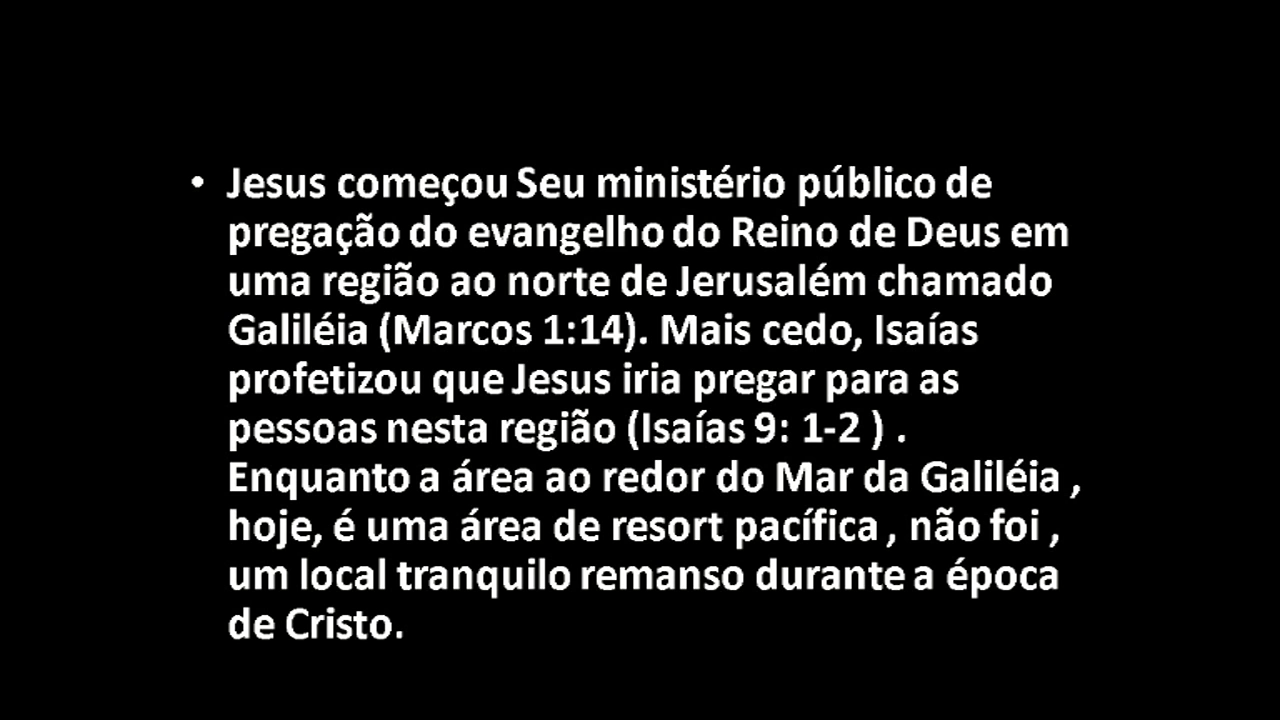 • Jesus começou Seu ministério público de
pregação do evangelho do Reino de Deus em
uma região ao norte de Jerusalém chamado
Galiléia (Marcos 1:14). Mais cedo, Isaías
profetizou que Jesus iria pregar para as
pessoas nesta região (Isaías 9: 1-2 ) .
Enquanto a área ao redor do Mar da Galiléia ,
hoje, é uma área de resort pacífica , não foi ,
um local tranquilo remanso durante a época
de Cristo.